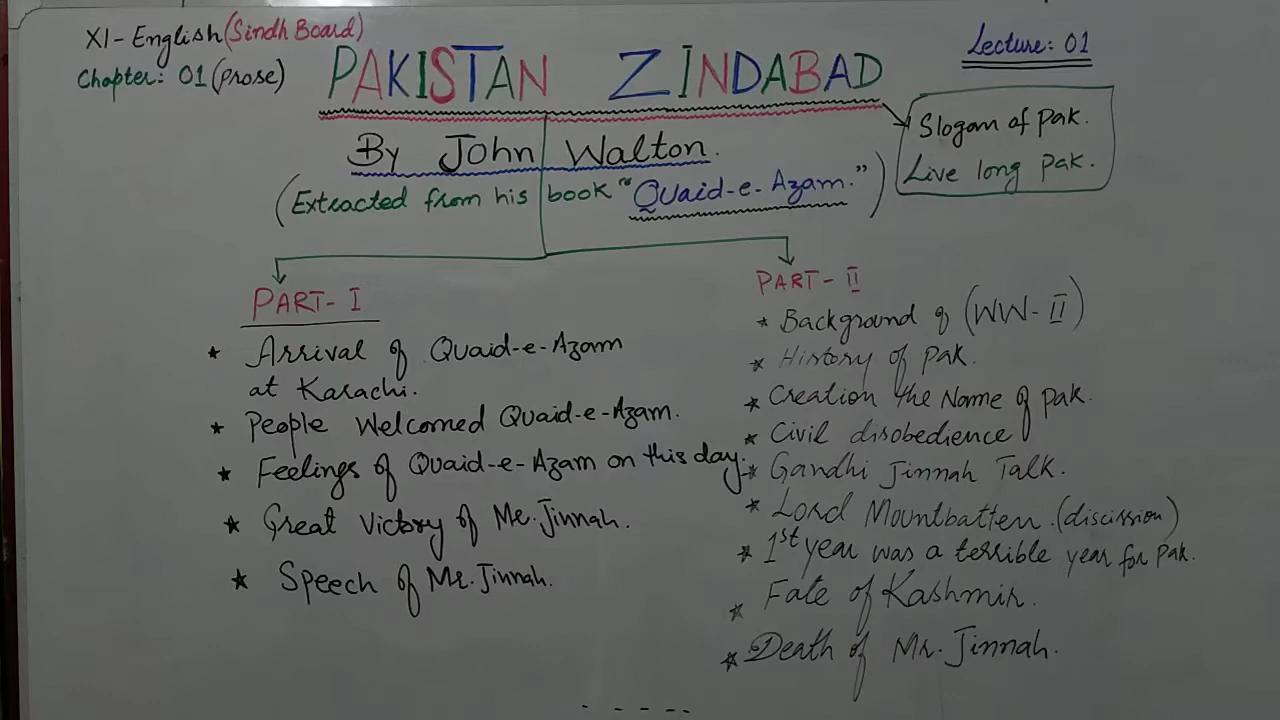 XI-English (Sindh Board)
Chapter: 01 (Prose)
Lecture: 01
PAKISTAN ZINDABAD
Slogan of Pak.
Live long Pak.
By John Walton.
(Extracted from his book "Quaid-e-Azam.")
PART-I
* Arrival of Quaid-e-Azam
at Karachi.
* People Welcomed Quaid-e-Azam.
* Feelings of Quaid-e-Azam on this day.
* Great Victory of Mr. Jinnah.
* Speech of Mr. Jinnah.
PART-II
* Background of (WW-II)
* History of Pak.
* Creation the Name of Pak.
* Civil disobedience
* Gandhi Jinnah Talk.
* Lord Mountbatten. (discission)
* 1st year was a terrible year for Pak.
* Fate of Kashmir.
* Death of Mr. Jinnah.